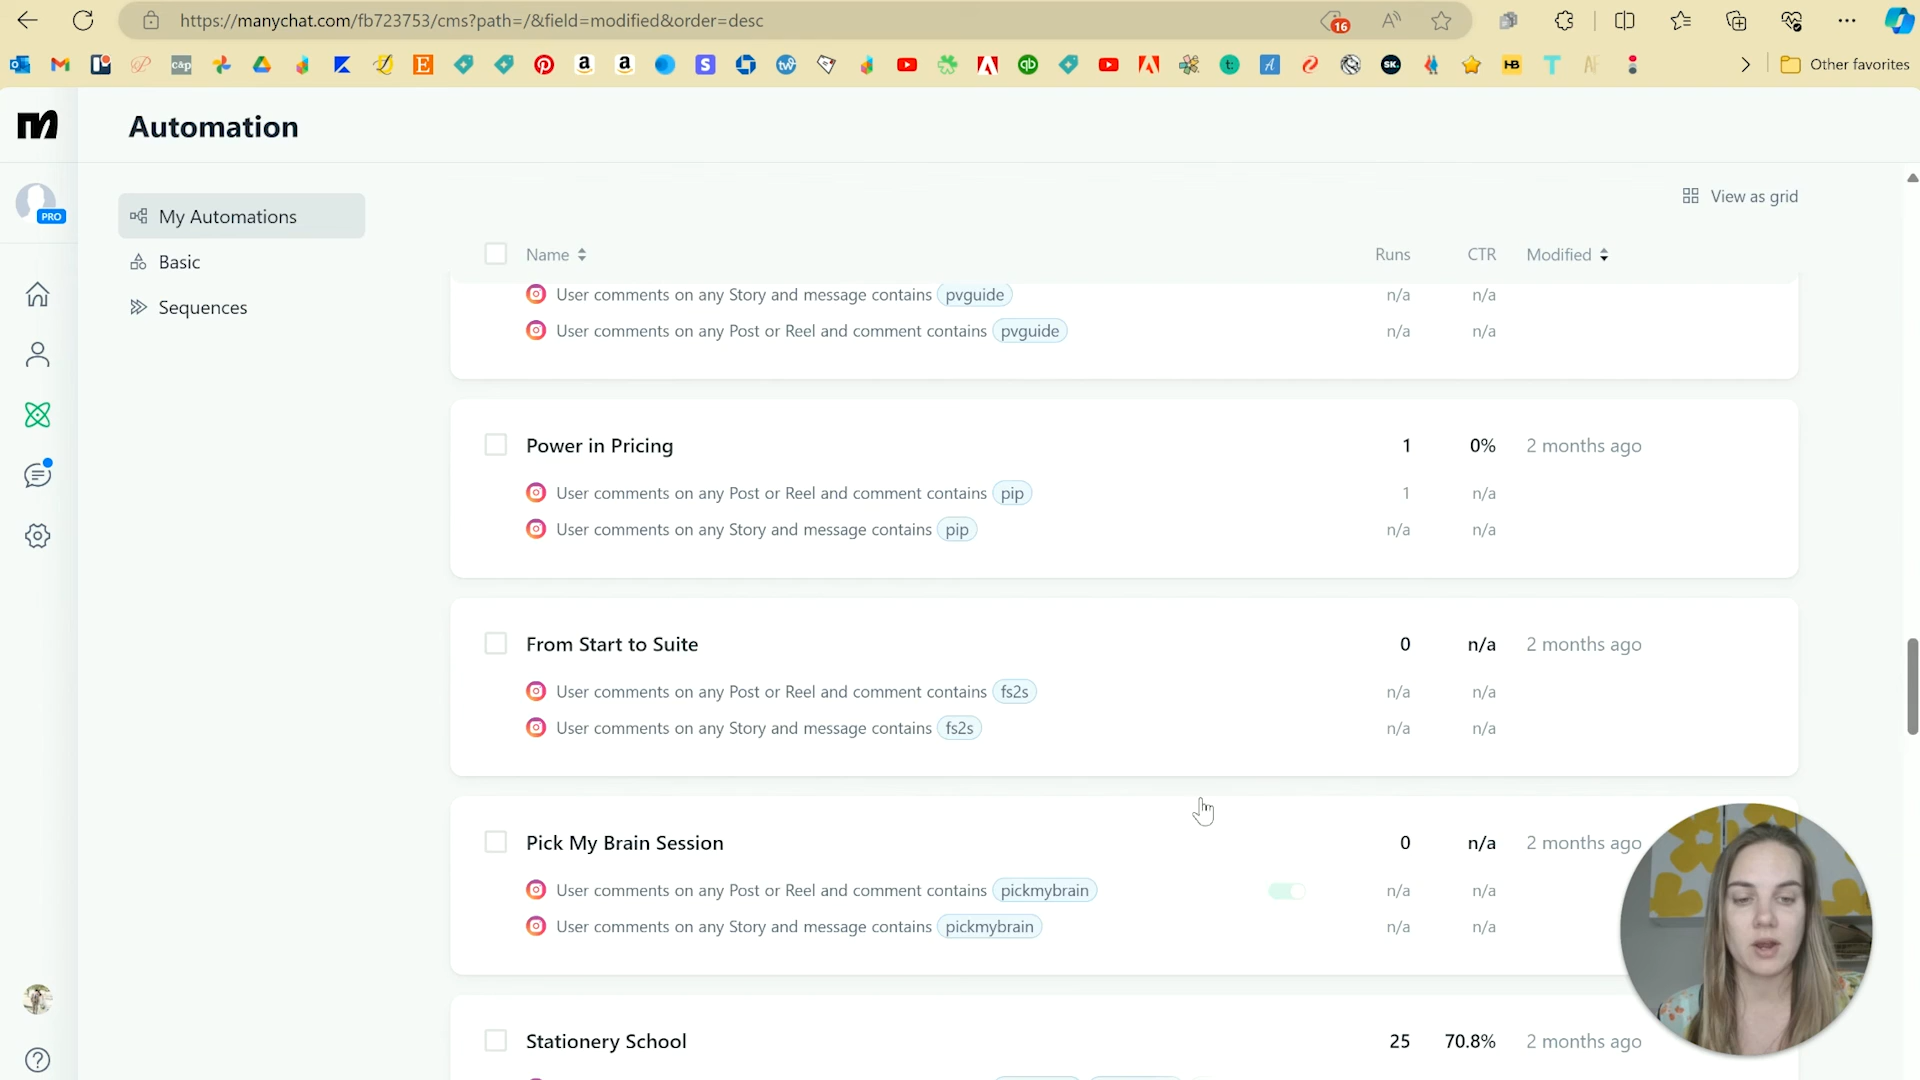 https://manychat.com/fb723753/cms?path=/&field=modified&order=desc
16
Other favorites
Automation
PRO
My Automations
Basic
Sequences
View as grid
Name Runs CTR Modified
User comments on any Story and message contains pvguide n/a n/a
User comments on any Post or Reel and comment contains pvguide n/a n/a
Power in Pricing 1 0% 2 months ago
User comments on any Post or Reel and comment contains pip 1 n/a
User comments on any Story and message contains pip n/a n/a
From Start to Suite 0 n/a 2 months ago
User comments on any Post or Reel and comment contains fs2s n/a n/a
User comments on any Story and message contains fs2s n/a n/a
Pick My Brain Session 0 n/a 2 months ago
User comments on any Post or Reel and comment contains pickmybrain n/a n/a
User comments on any Story and message contains pickmybrain n/a n/a
Stationery School 25 70.8% 2 months ago